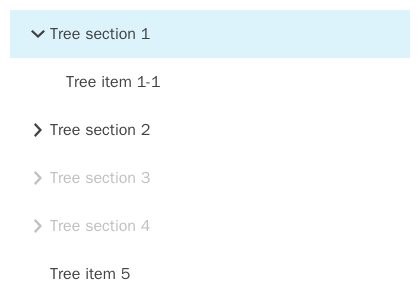 Tree section 1
Tree item 1-1
Tree section 2
Tree section 3
Tree section 4
Tree item 5